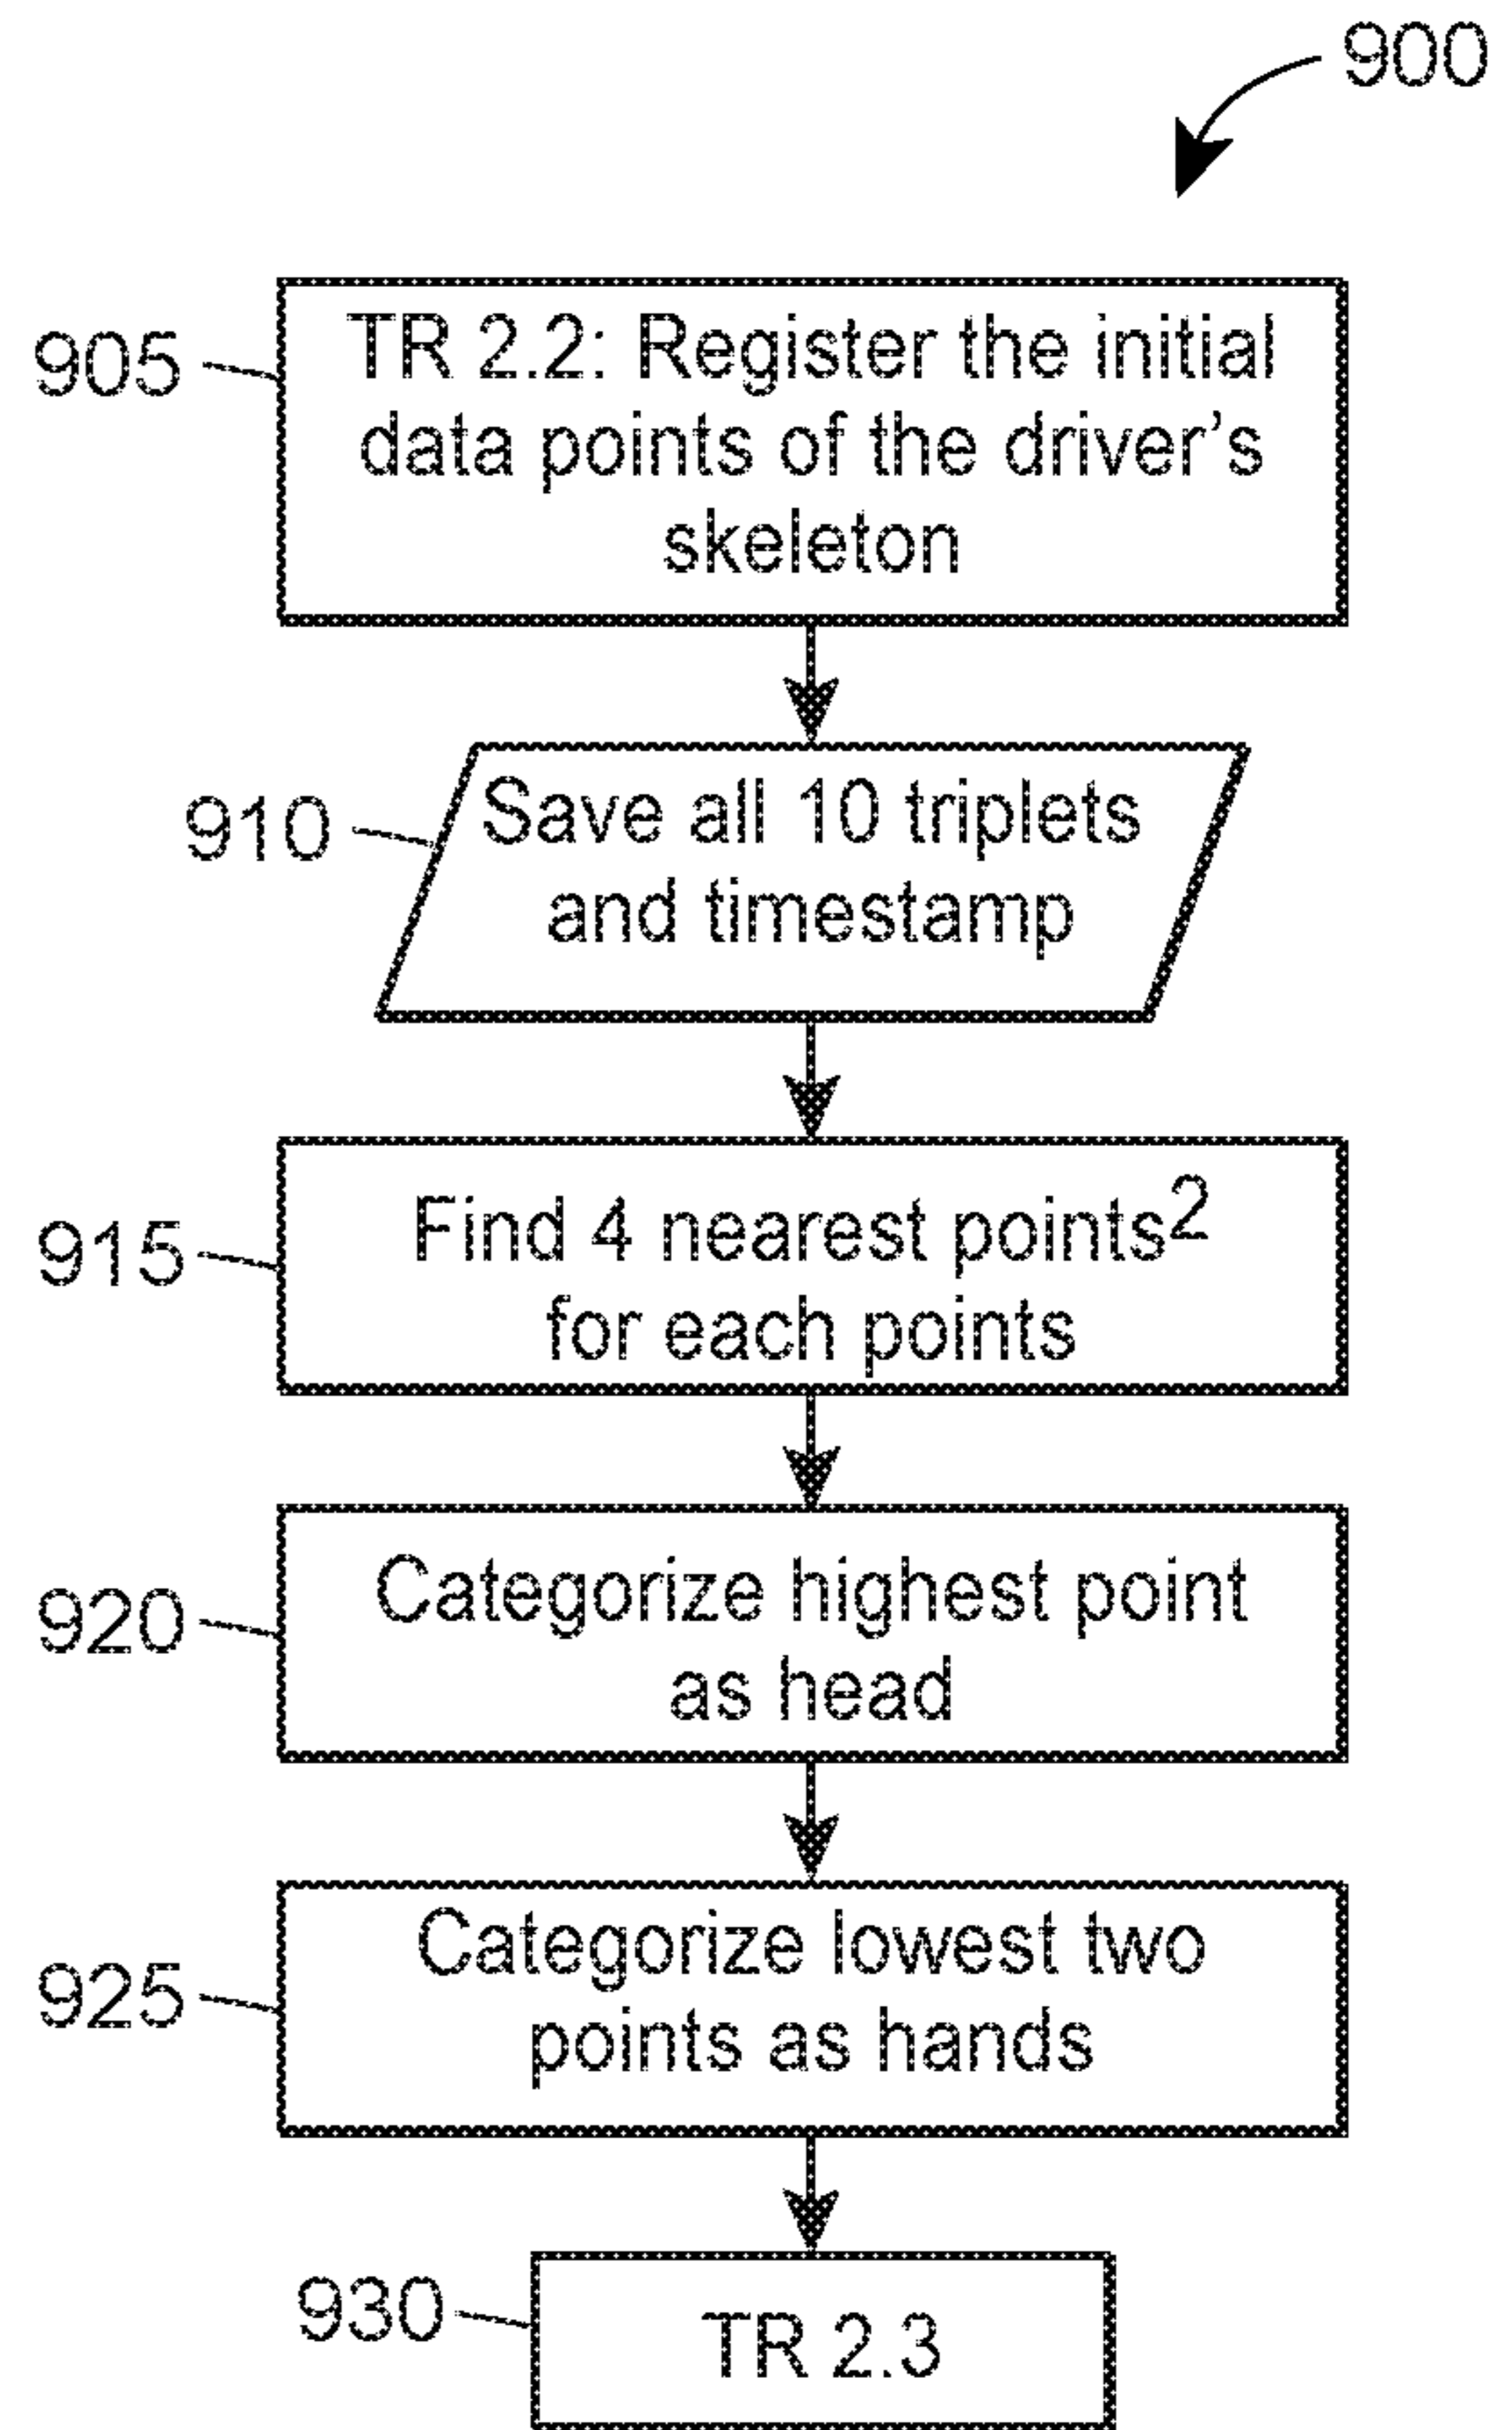 900
905
TR 2.2: Register the initial
data points of the driver's
skeleton
910
Save all 10 triplets
and timestamp
915
Find 4 nearest points2
for each points
920
Categorize highest point
as head
925
Categorize lowest two
points as hands
930
TR 2.3